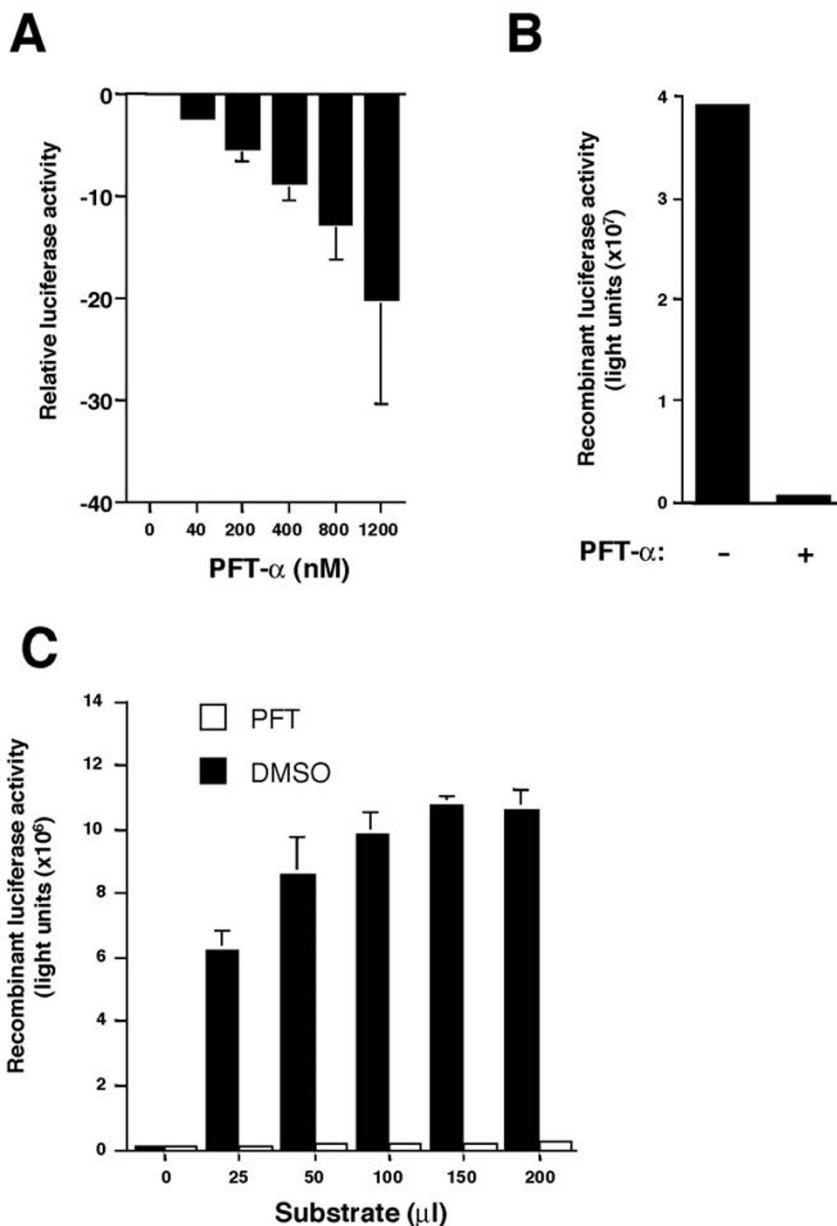 A
Relative luciferase activity
0
-10
-20
-30
-40
0 40 200 400 800 1200
PFT-α (nM)
B
Recombinant luciferase activity
(light units (x10⁷)
4
3
2
1
0
PFT-α: - +
C
Recombinant luciferase activity
(light units (x10⁶)
14
12
10
8
6
4
2
0
PFT
DMSO
0 25 50 100 150 200
Substrate (μl)